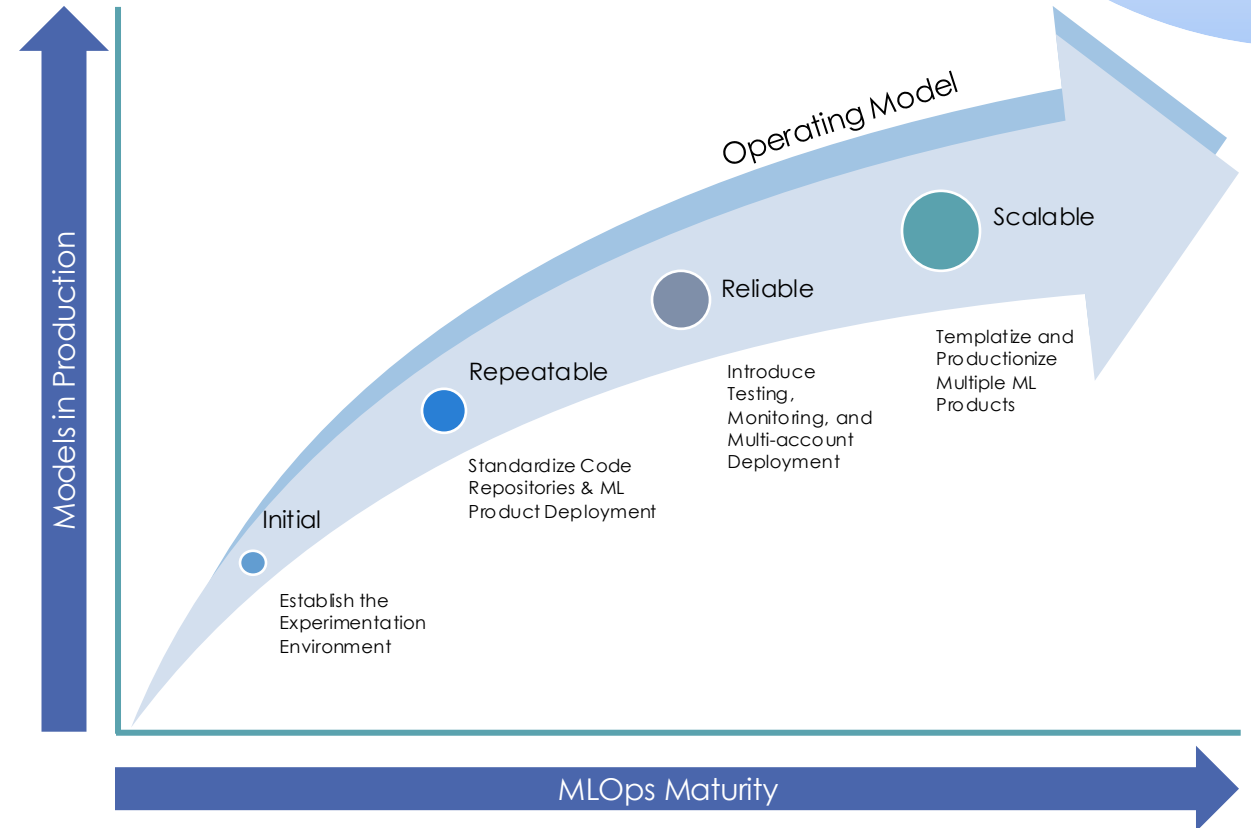 Models in Production
Operating Model
Scalable
Templatize and
Productionize
Multiple ML
Products
Reliable
Introduce
Testing,
Monitoring, and
Multi-account
Deployment
Repeatable
Standardize Code
Repositories & ML
Product Deployment
Initial
Establish the
Experimentation
Environment
MLOps Maturity